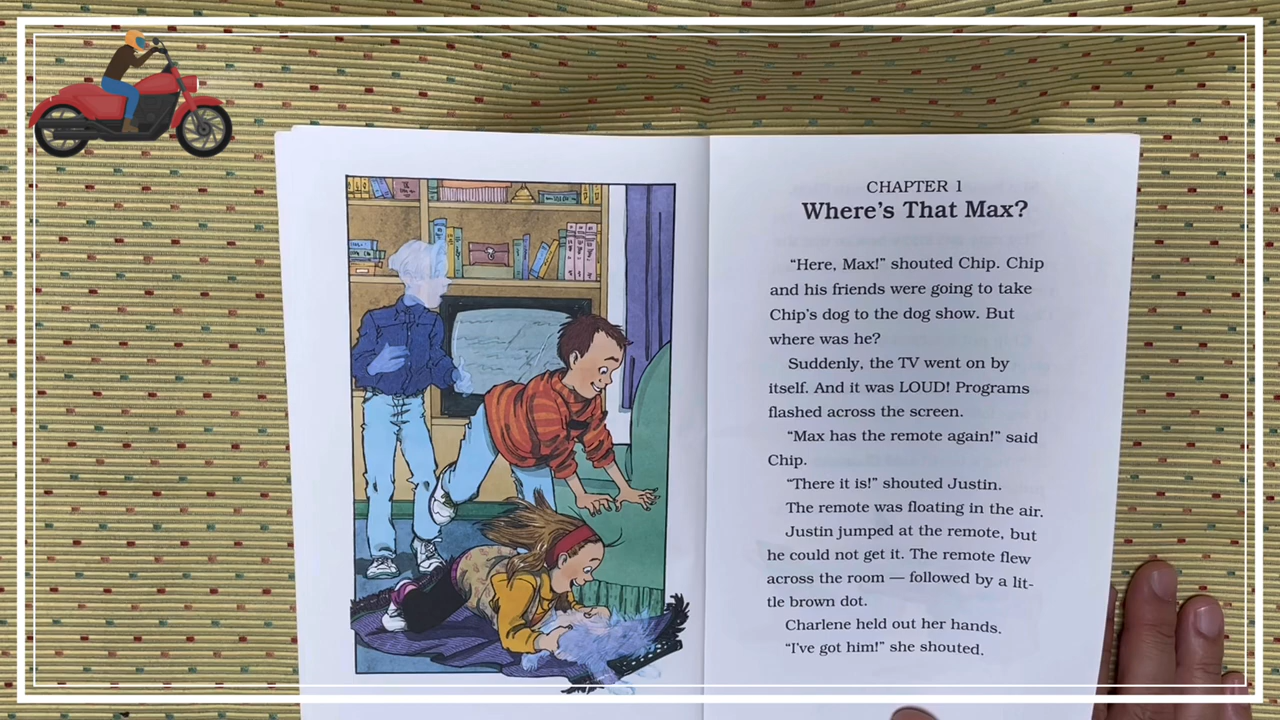 CHAPTER 1
Where's That Max?
"Here, Max!" shouted Chip. Chip
and his friends were going to take
Chip's dog to the dog show. But
where was he?
Suddenly, the TV went on by
itself. And it was LOUD! Programs
flashed across the screen.
"Max has the remote again!" said
Chip.
"There it is!" shouted Justin.
The remote was floating in the air.
Justin jumped at the remote, but
he could not get it. The remote flew
across the room — followed by a lit-
tle brown dot.
Charlene held out her hands.
"I've got him!" she shouted.